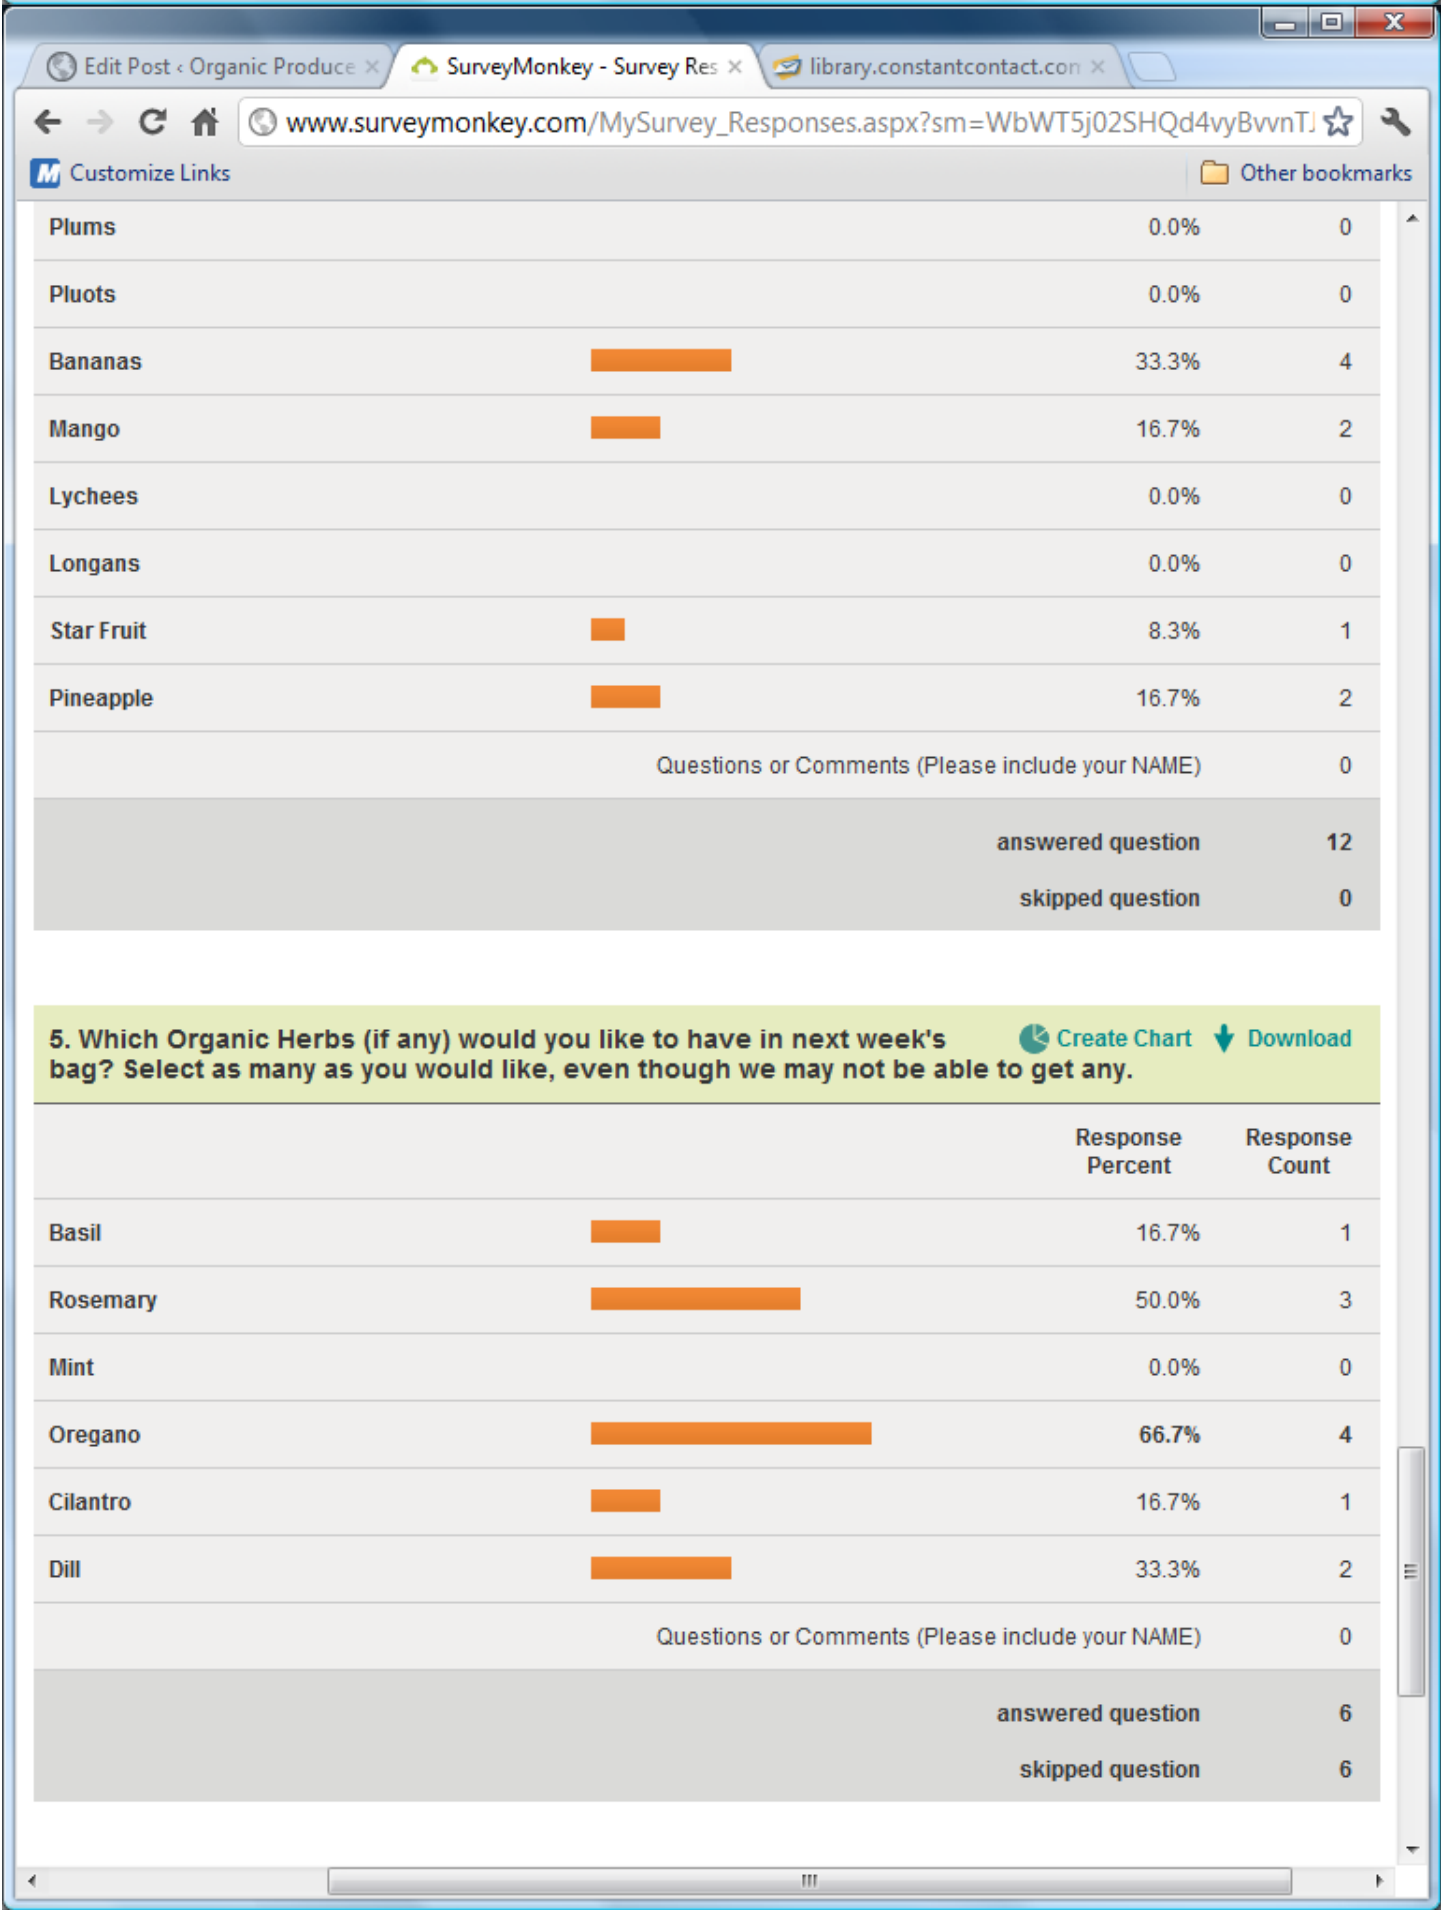 Edit Post ‹ Organic Produce
SurveyMonkey - Survey Res
library.constantcontact.con
www.surveymonkey.com/MySurvey_Responses.aspx?sm=WbWT5j02SHQd4vyBvvnTJ
Customize Links
Other bookmarks
Plums 0.0% 0
Pluots 0.0% 0
Bananas 33.3% 4
Mango 16.7% 2
Lychees 0.0% 0
Longans 0.0% 0
Star Fruit 8.3% 1
Pineapple 16.7% 2
Questions or Comments (Please include your NAME) 0
answered question 12
skipped question 0
5. Which Organic Herbs (if any) would you like to have in next week's
bag? Select as many as you would like, even though we may not be able to get any.
Create Chart Download
Response Response
Percent Count
Basil 16.7% 1
Rosemary 50.0% 3
Mint 0.0% 0
Oregano 66.7% 4
Cilantro 16.7% 1
Dill 33.3% 2
Questions or Comments (Please include your NAME) 0
answered question 6
skipped question 6